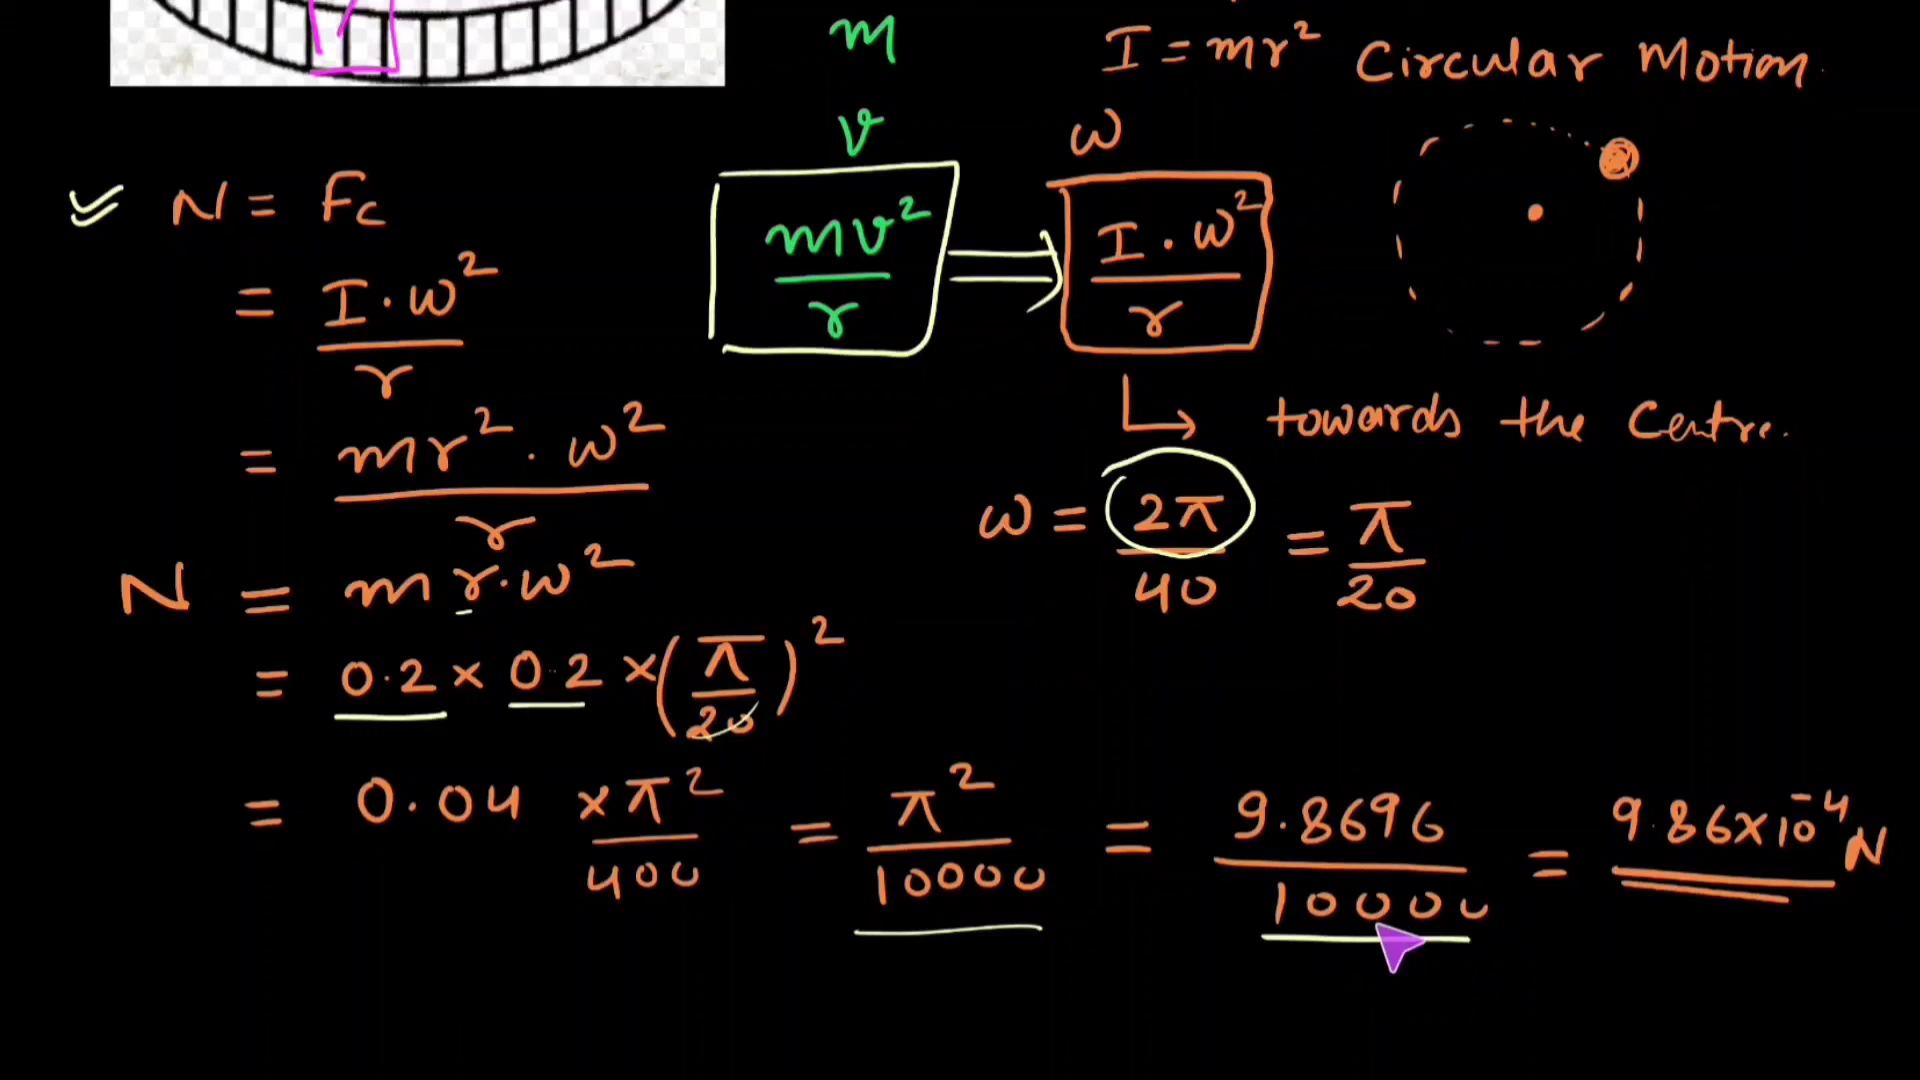 m
I = mr² Circular Motion.
v
ω
N = Fc
mv²/r ⇒ I·ω²/r
= I·ω²/r
↳ towards the Centre.
= mr²·ω²/r
ω = 2π/40 = π/20
N = mr·ω²
= 0.2 × 0.2 × (π/20)²
= 0.04 × π²/400 = π²/10000 = 9.8696/10000 = 9.86×10⁻⁴ N